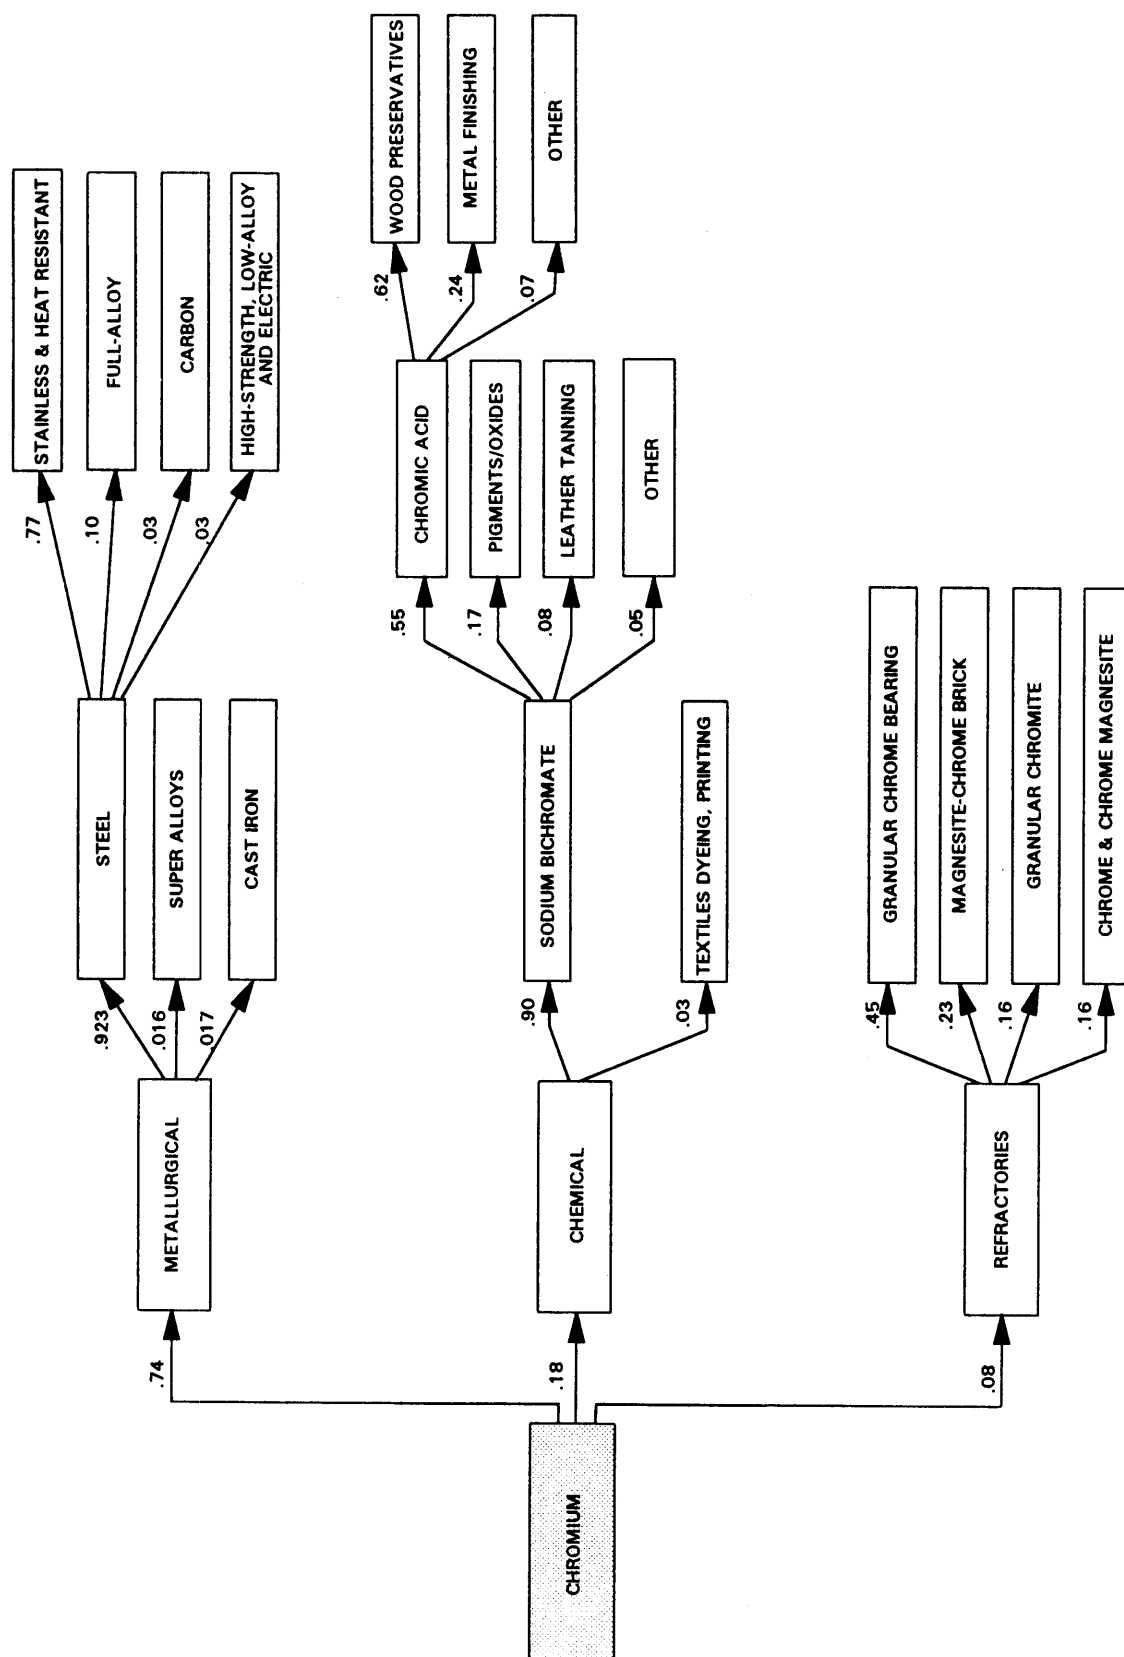 CHROMIUM
.74
METALLURGICAL
.923
STEEL
.77
STAINLESS & HEAT RESISTANT
.10
FULL-ALLOY
.03
CARBON
.03
HIGH-STRENGTH, LOW-ALLOY
AND ELECTRIC
.016
SUPER ALLOYS
.017
CAST IRON
.18
CHEMICAL
.90
SODIUM BICHROMATE
.55
CHROMIC ACID
.62
WOOD PRESERVATIVES
.24
METAL FINISHING
.07
OTHER
.17
PIGMENTS/OXIDES
.08
LEATHER TANNING
.05
OTHER
.03
TEXTILES DYEING, PRINTING
.08
REFRACTORIES
.45
GRANULAR CHROME BEARING
.23
MAGNESITE-CHROME BRICK
.16
GRANULAR CHROMITE
.16
CHROME & CHROME MAGNESITE